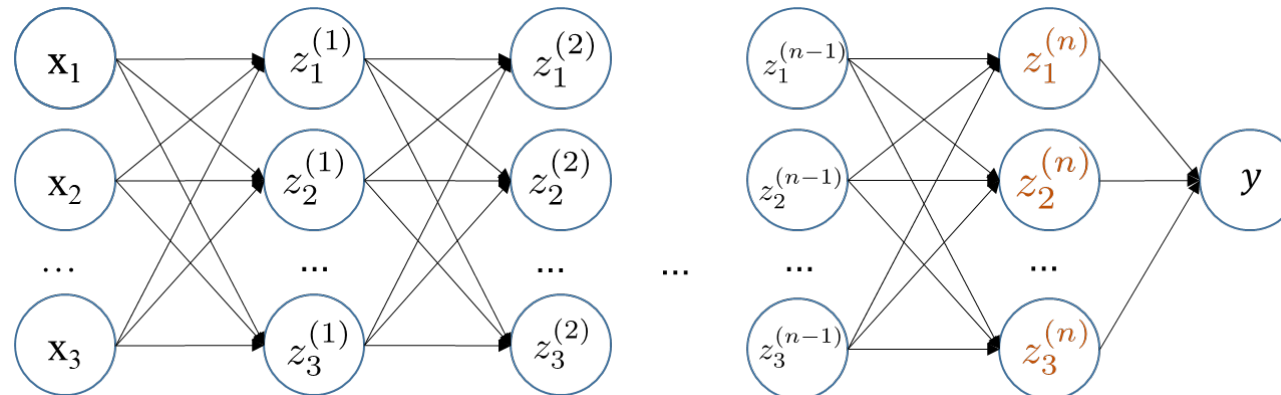 x₁ z₁⁽¹⁾ z₁⁽²⁾ z₁⁽ⁿ⁻¹⁾ z₁⁽ⁿ⁾
x₂ z₂⁽¹⁾ z₂⁽²⁾ z₂⁽ⁿ⁻¹⁾ z₂⁽ⁿ⁾ y
... ... ... ... ... ...
x₃ z₃⁽¹⁾ z₃⁽²⁾ z₃⁽ⁿ⁻¹⁾ z₃⁽ⁿ⁾